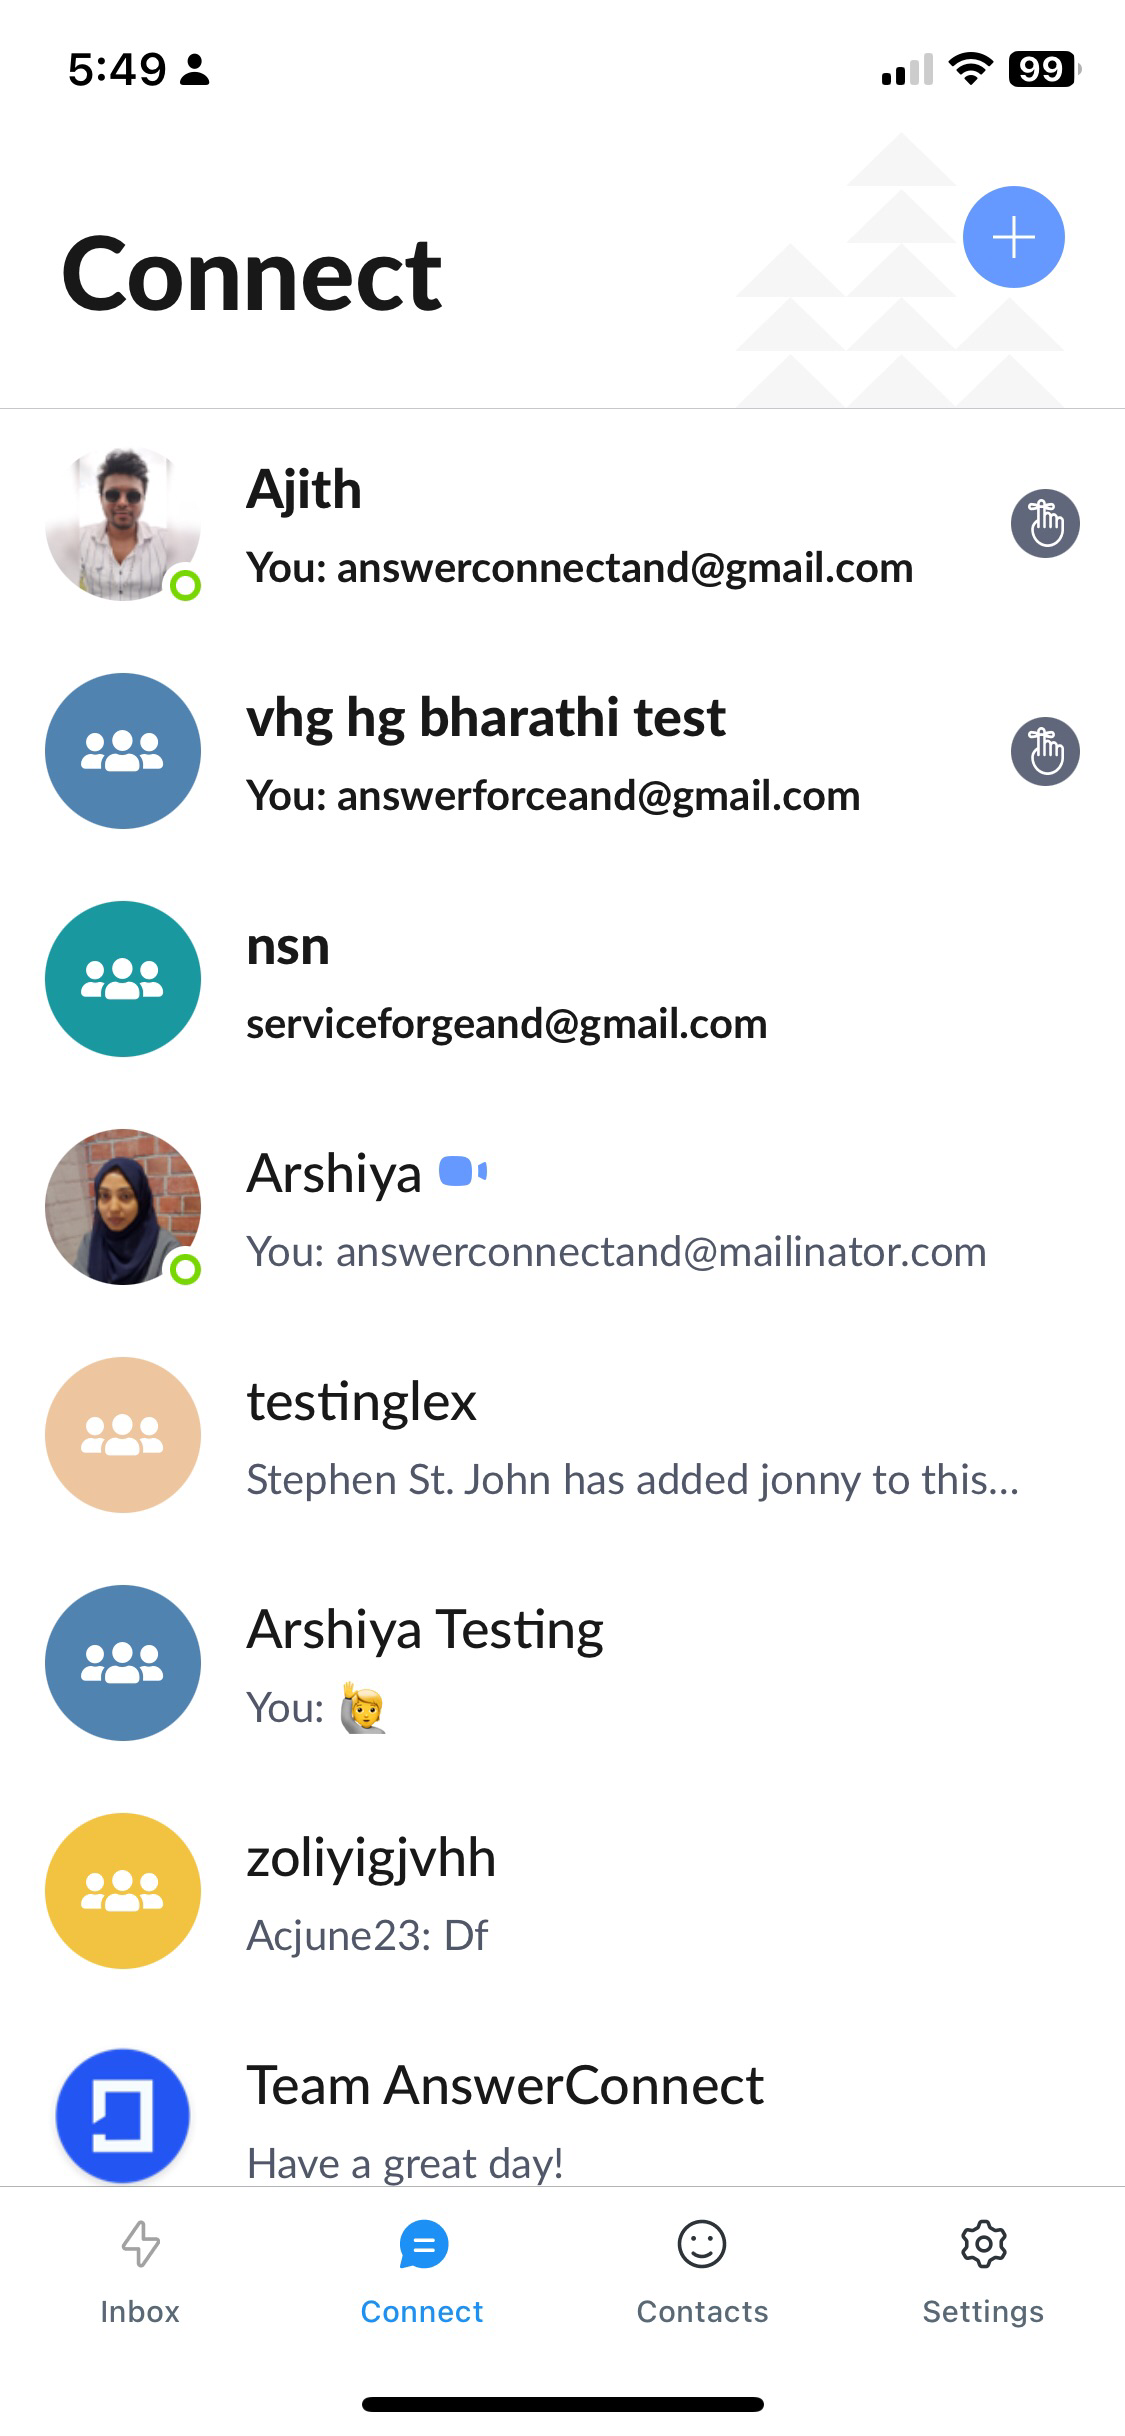 5:49
99
Connect
Ajith
You: answerconnectand@gmail.com
vhg hg bharathi test
You: answerforceand@gmail.com
nsn
serviceforgeand@gmail.com
Arshiya
You: answerconnectand@mailinator.com
testinglex
Stephen St. John has added jonny to this...
Arshiya Testing
You: 🙋
zoliyigjvhh
Acjune23: Df
Team AnswerConnect
Have a great day!
Inbox
Connect
Contacts
Settings